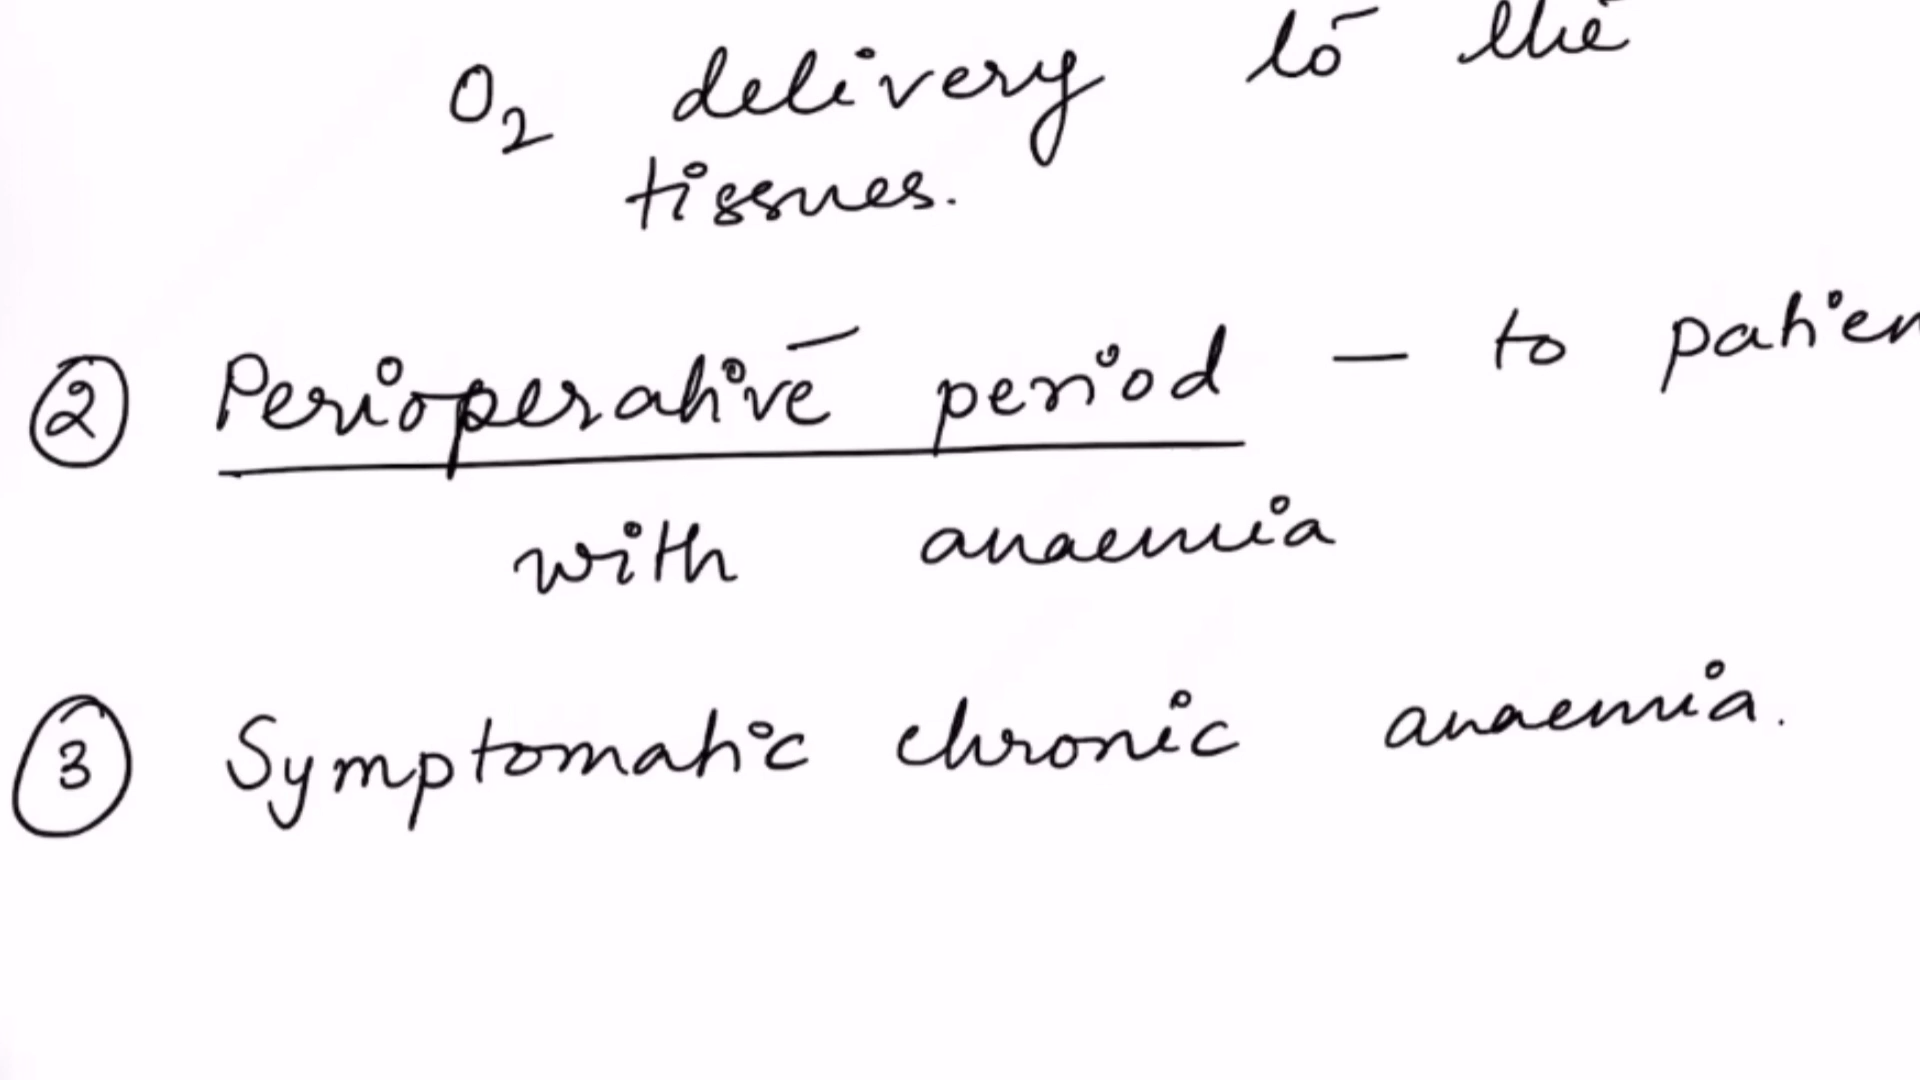 O₂ delivery to the
tissues.
② Perioperative period – to patien
with anaemia
③ Symptomatic chronic anaemia.